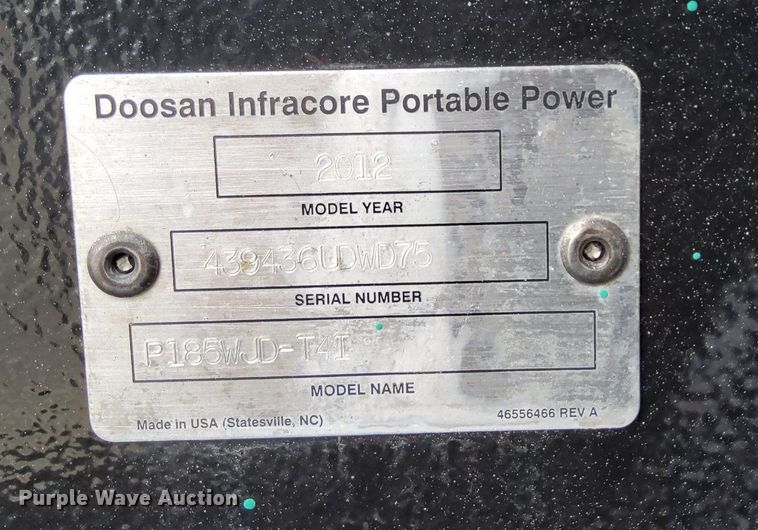 Doosan Infracore Portable Power
2012
MODEL YEAR
439436UDWD75
SERIAL NUMBER
P185WJD-T4I
MODEL NAME
Made in USA (Statesville, NC)
46556466 REV A
Purple Wave Auction